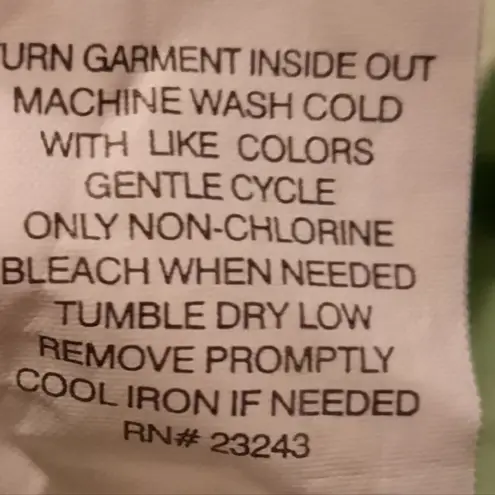 URN GARMENT INSIDE OUT
MACHINE WASH COLD
WITH LIKE COLORS
GENTLE CYCLE
ONLY NON-CHLORINE
BLEACH WHEN NEEDED
TUMBLE DRY LOW
REMOVE PROMPTLY
COOL IRON IF NEEDED
RN# 23243